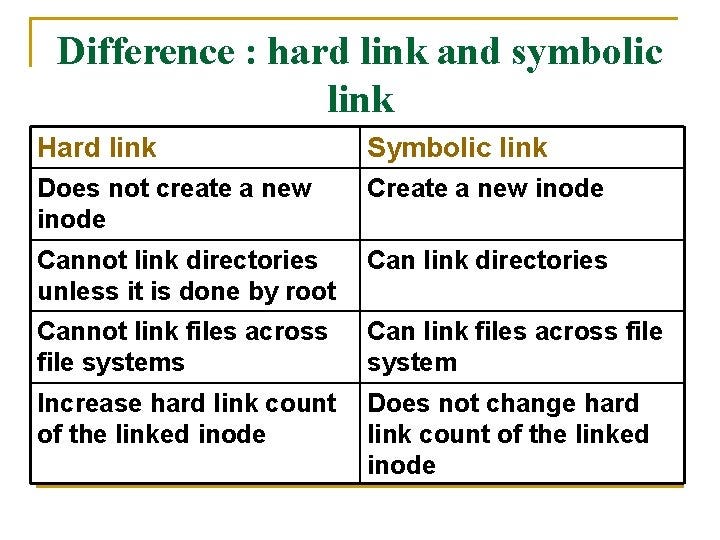 Difference : hard link and symbolic
link
Hard link
Symbolic link
Does not create a new
inode
Create a new inode
Cannot link directories
unless it is done by root
Can link directories
Cannot link files across
file systems
Can link files across file
system
Increase hard link count
of the linked inode
Does not change hard
link count of the linked
inode